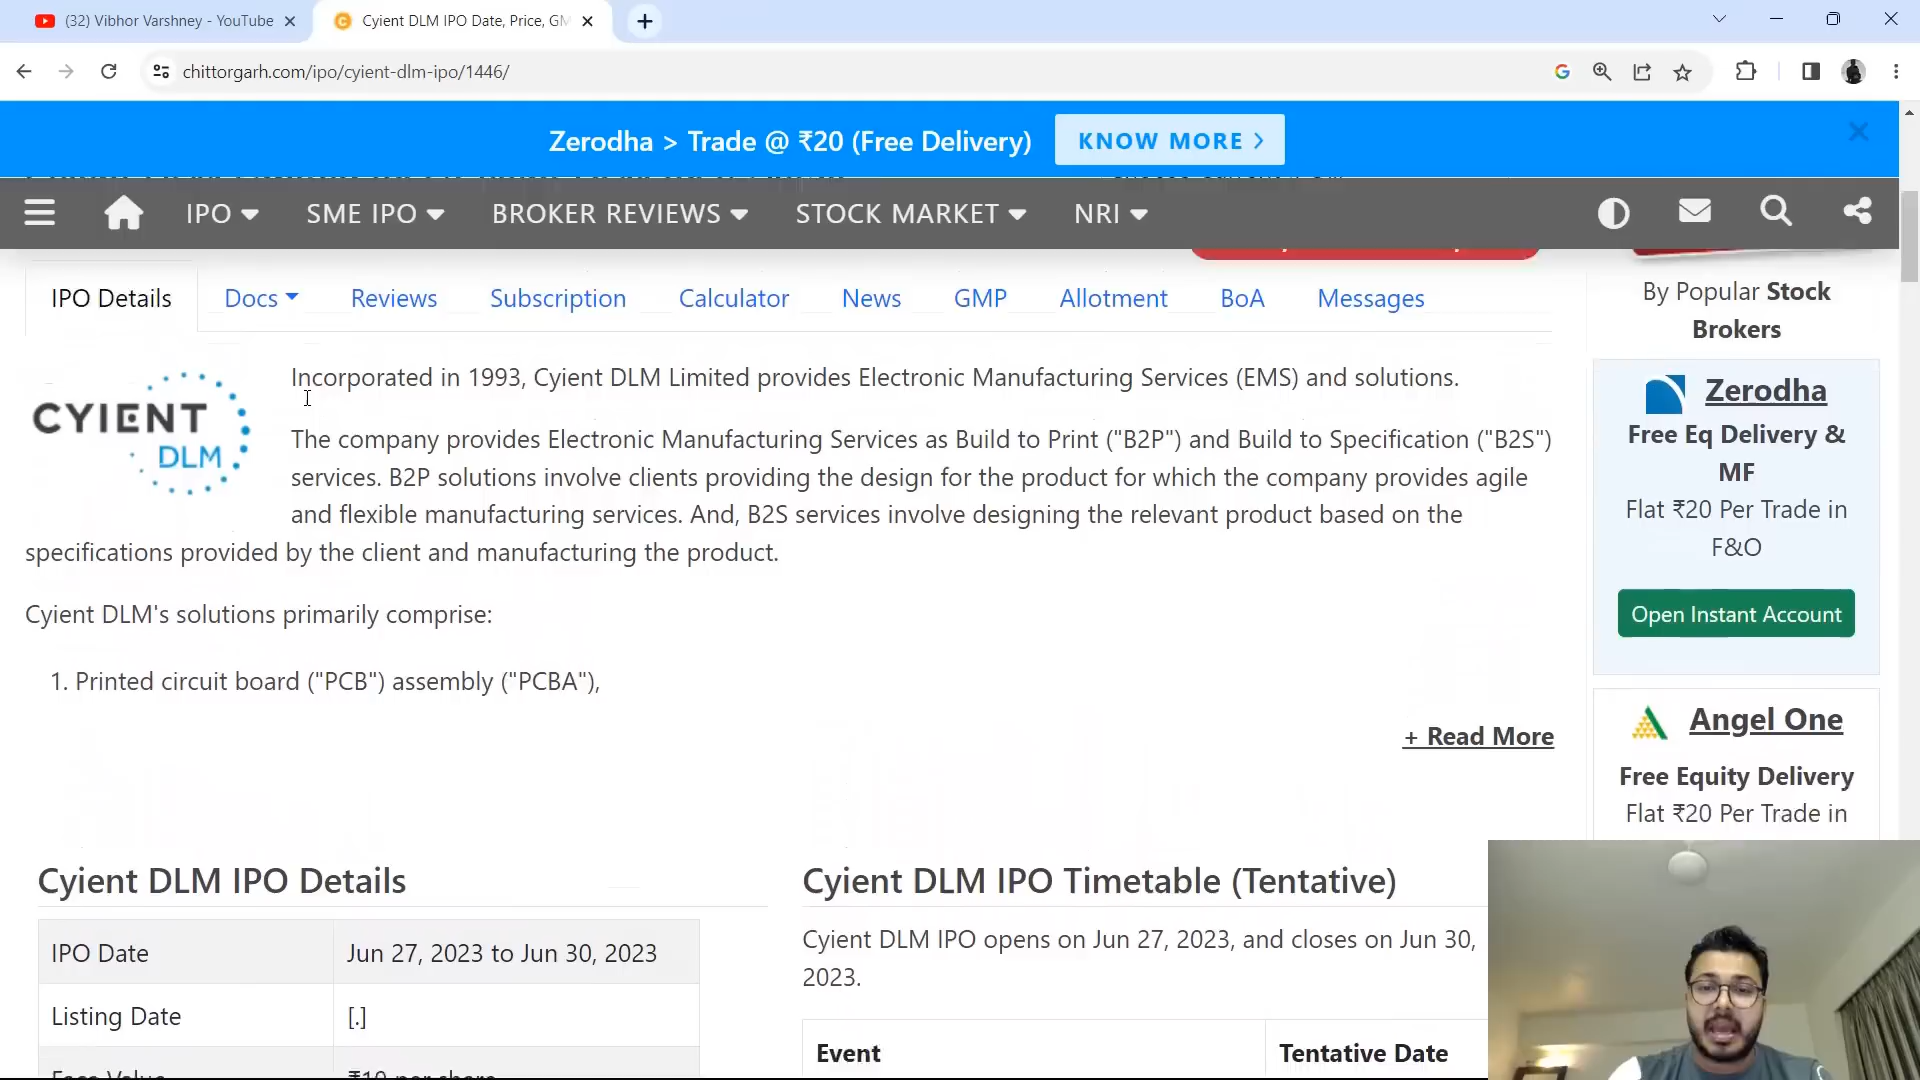 (32) Vibhor Varshney - YouTube
Cyient DLM IPO Date, Price, GM
chittorgarh.com/ipo/cyient-dlm-ipo/1446/
Zerodha > Trade @ ₹20 (Free Delivery)
KNOW MORE >
IPO
SME IPO
BROKER REVIEWS
STOCK MARKET
NRI
IPO Details
Docs
Reviews
Subscription
Calculator
News
GMP
Allotment
BoA
Messages
CYIENT
DLM
Incorporated in 1993, Cyient DLM Limited provides Electronic Manufacturing Services (EMS) and solutions.
The company provides Electronic Manufacturing Services as Build to Print ("B2P") and Build to Specification ("B2S")
services. B2P solutions involve clients providing the design for the product for which the company provides agile
and flexible manufacturing services. And, B2S services involve designing the relevant product based on the
specifications provided by the client and manufacturing the product.
Cyient DLM's solutions primarily comprise:
1. Printed circuit board ("PCB") assembly ("PCBA"),
+ Read More
Cyient DLM IPO Details
IPO Date
Jun 27, 2023 to Jun 30, 2023
Listing Date
[.]
Face Value
₹10 per share
Cyient DLM IPO Timetable (Tentative)
Cyient DLM IPO opens on Jun 27, 2023, and closes on Jun 30,
2023.
Event
Tentative Date
By Popular Stock
Brokers
Zerodha
Free Eq Delivery &
MF
Flat ₹20 Per Trade in
F&O
Open Instant Account
Angel One
Free Equity Delivery
Flat ₹20 Per Trade in